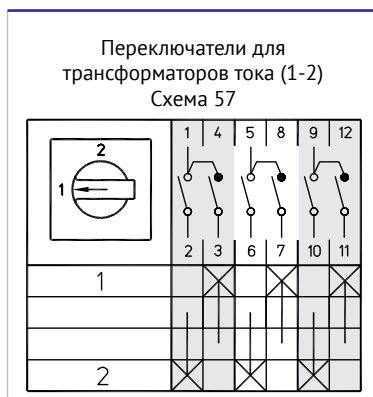 Переключатели для
трансформаторов тока (1-2)
Схема 57
1 4 5 8 9 12
2
1
2 3 6 7 10 11
1
2